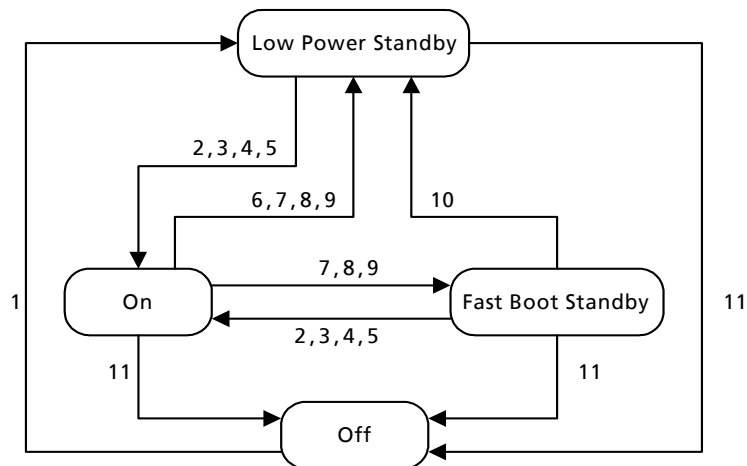 Low Power Standby
2,3,4,5
6,7,8,9
10
7,8,9
On
Fast Boot Standby
1
11
2,3,4,5
11
11
Off